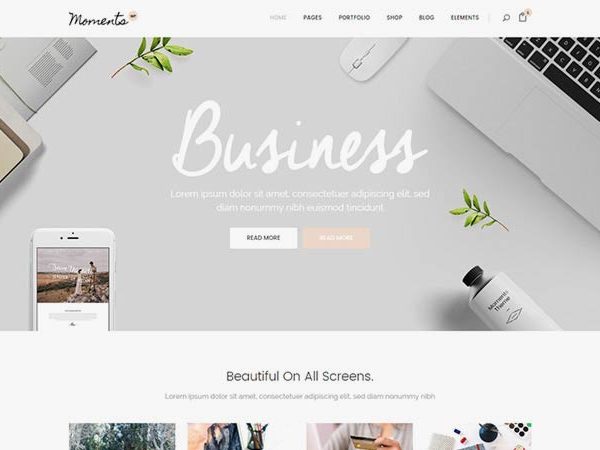 Moments
HOME PAGES PORTFOLIO SHOP BLOG ELEMENTS
Business
Lorem ipsum dolor sit amet, consectetuer adipiscing elit, sed
diam nonummy nibh euismod tincidunt.
READ MORE READ MORE
Moments
Theme
Beautiful On All Screens.
Lorem ipsum dolor sit amet, consectetuer adipiscing elit, sed diam nonummy nibh